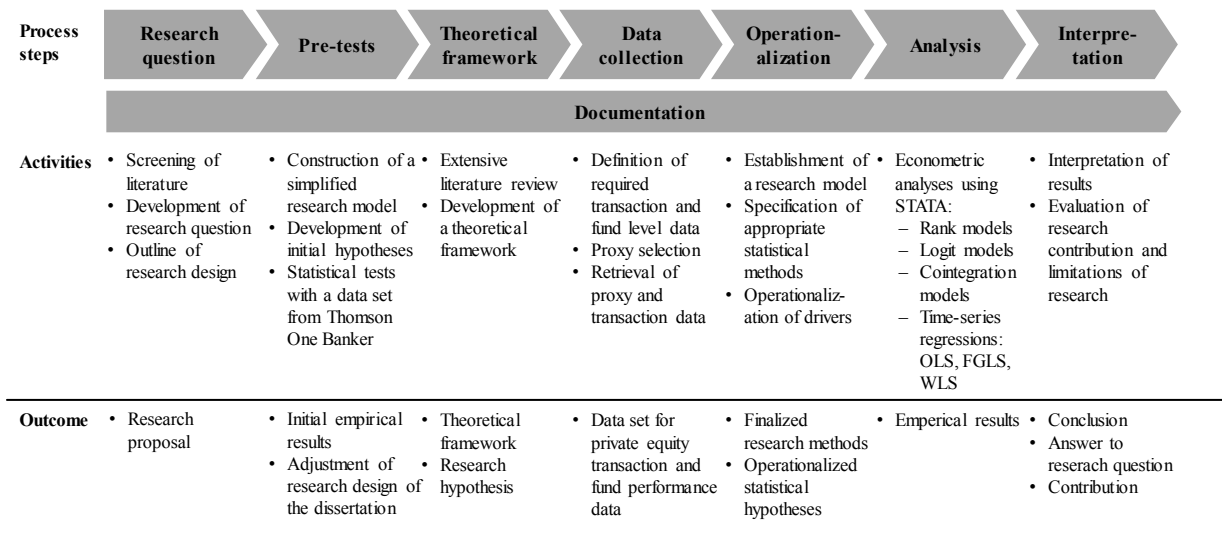 Process
steps
Research
question
Pre-tests
Theoretical
framework
Data
collection
Operation-
alization
Analysis
Interpre-
tation
Documentation
Activities
• Screening of
literature
• Development of
research question
• Outline of
research design
• Construction of a
simplified
research model
• Development of
initial hypotheses
• Statistical tests
with a data set
from Thomson
One Banker
• Extensive
literature review
• Development of
a theoretical
framework
• Definition of
required
transaction and
fund level data
• Proxy selection
• Retrieval of
proxy and
transaction data
• Establishment of
a research model
• Specification of
appropriate
statistical
methods
• Operationaliz-
ation of drivers
• Econometric
analyses using
STATA:
– Rank models
– Logit models
– Cointegration
models
– Time-series
regressions:
OLS, FGLS,
WLS
• Interpretation of
results
• Evaluation of
research
contribution and
limitations of
research
Outcome
• Research
proposal
• Initial empirical
results
• Adjustment of
research design of
the dissertation
• Theoretical
framework
• Research
hypothesis
• Data set for
private equity
transaction and
fund performance
data
• Finalized
research methods
• Operationalized
statistical
hypotheses
• Emperical results
• Conclusion
• Answer to
reserach question
• Contribution